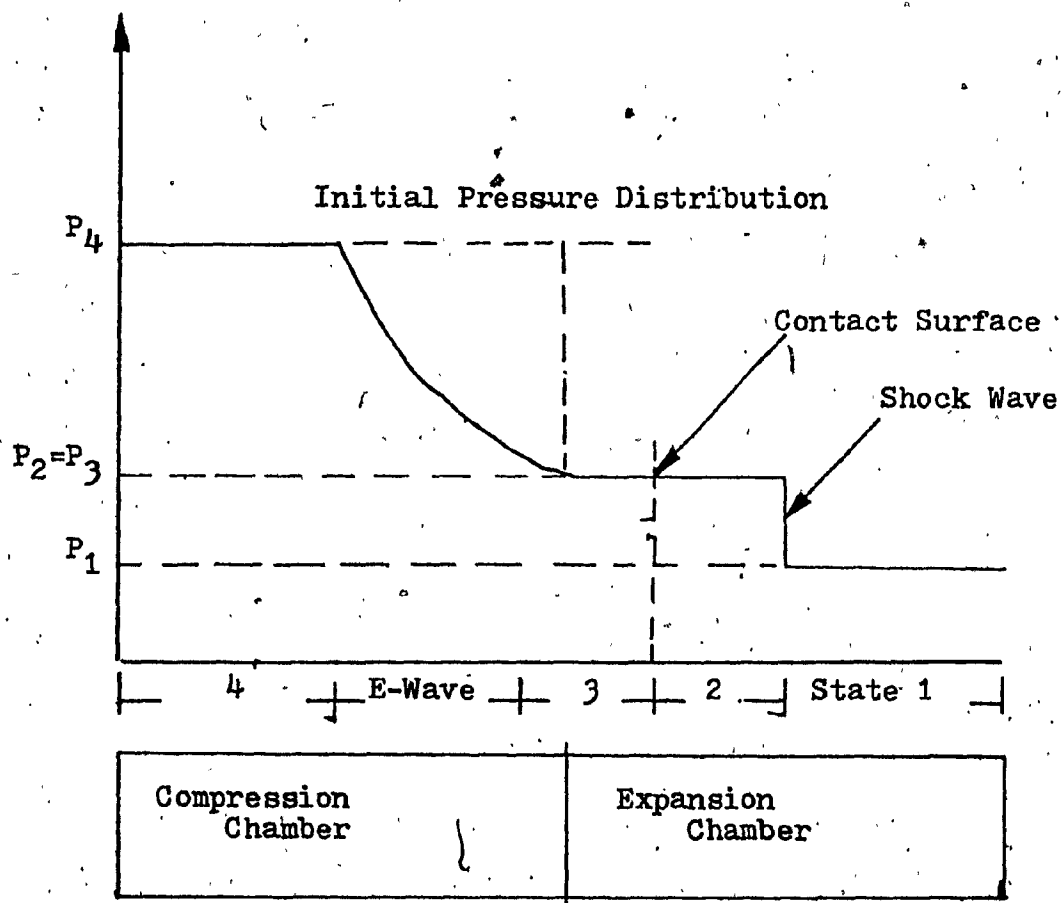 Initial Pressure Distribution
P4
Contact Surface
Shock Wave
P2=P3
P1
4 E-Wave 3 2 State 1
Compression
Chamber
Expansion
Chamber